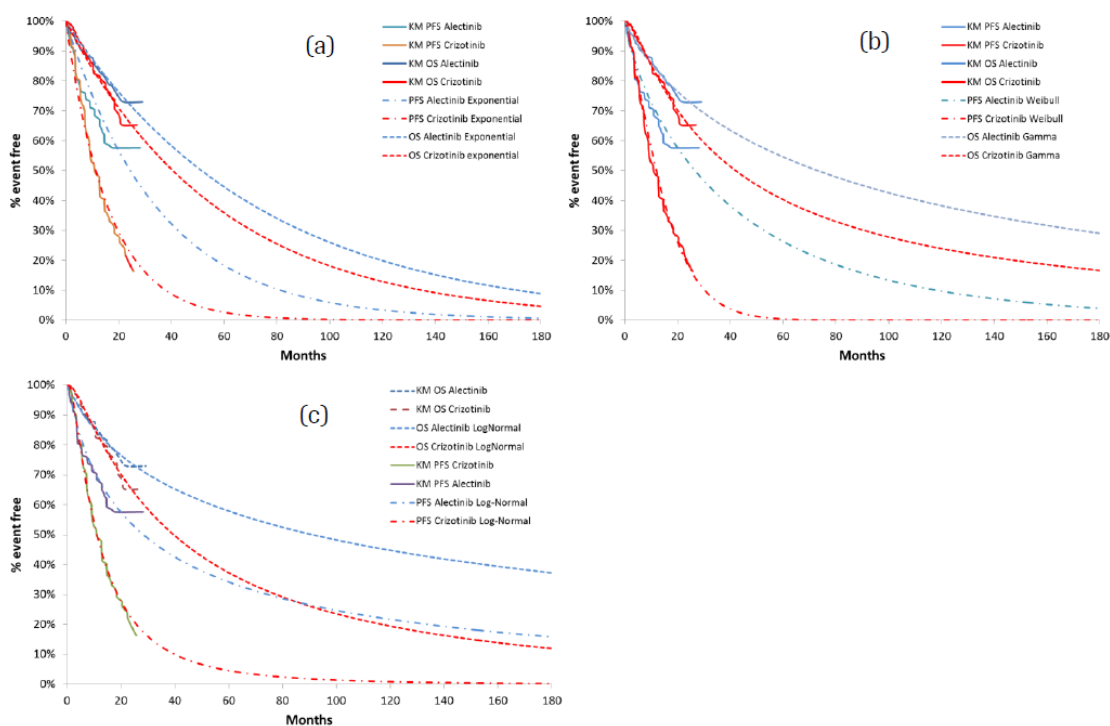 (a)
100%
90%
80%
70%
60%
50%
40%
30%
20%
10%
0%
% event free
0 20 40 60 80 100 120 140 160 180
Months
KM PFS Alectinib
KM PFS Crizotinib
KM OS Alectinib
KM OS Crizotinib
PFS Alectinib Exponential
PFS Crizotinib Exponential
OS Alectinib Exponential
OS Crizotinib exponential
(b)
100%
90%
80%
70%
60%
50%
40%
30%
20%
10%
0%
% event free
0 20 40 60 80 100 120 140 160 180
Months
KM PFS Alectinib
KM PFS Crizotinib
KM OS Alectinib
KM OS Crizotinib
PFS Alectinib Weibull
PFS Crizotinib Weibull
OS Alectinib Gamma
OS Crizotinib Gamma
(c)
100%
90%
80%
70%
60%
50%
40%
30%
20%
10%
0%
% event free
0 20 40 60 80 100 120 140 160 180
Months
KM OS Alectinib
KM OS Crizotinib
OS Alectinib LogNormal
OS Crizotinib LogNormal
KM PFS Crizotinib
KM PFS Alectinib
PFS Alectinib Log-Normal
PFS Crizotinib Log-Normal